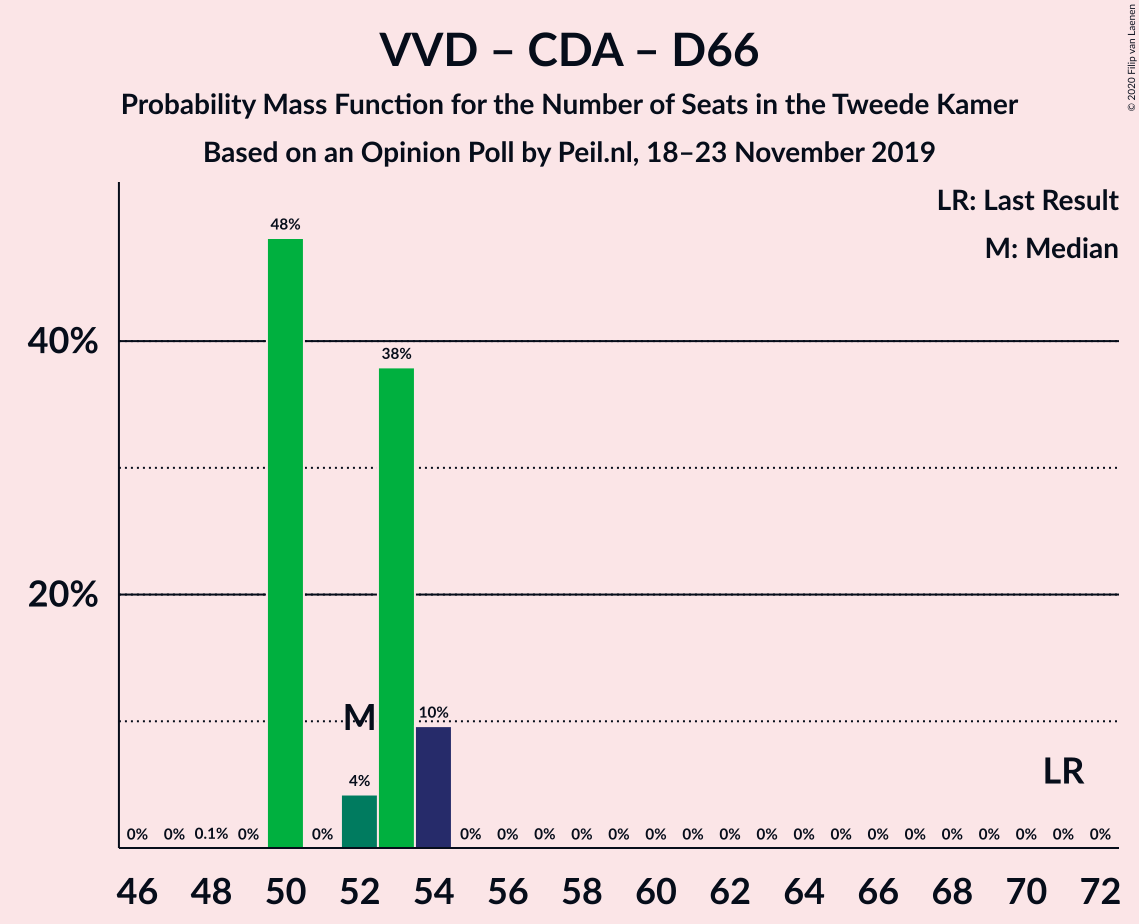 VVD – CDA – D66
Probability Mass Function for the Number of Seats in the Tweede Kamer
Based on an Opinion Poll by Peil.nl, 18–23 November 2019
© 2020 Filip van Laenen
LR: Last Result
M: Median
48%
40%
38%
20%
M
10%
4%
LR
0% 0% 0.1% 0% 0% 0% 0% 0% 0% 0% 0% 0% 0% 0% 0% 0% 0% 0% 0% 0% 0% 0% 0%
46 48 50 52 54 56 58 60 62 64 66 68 70 72